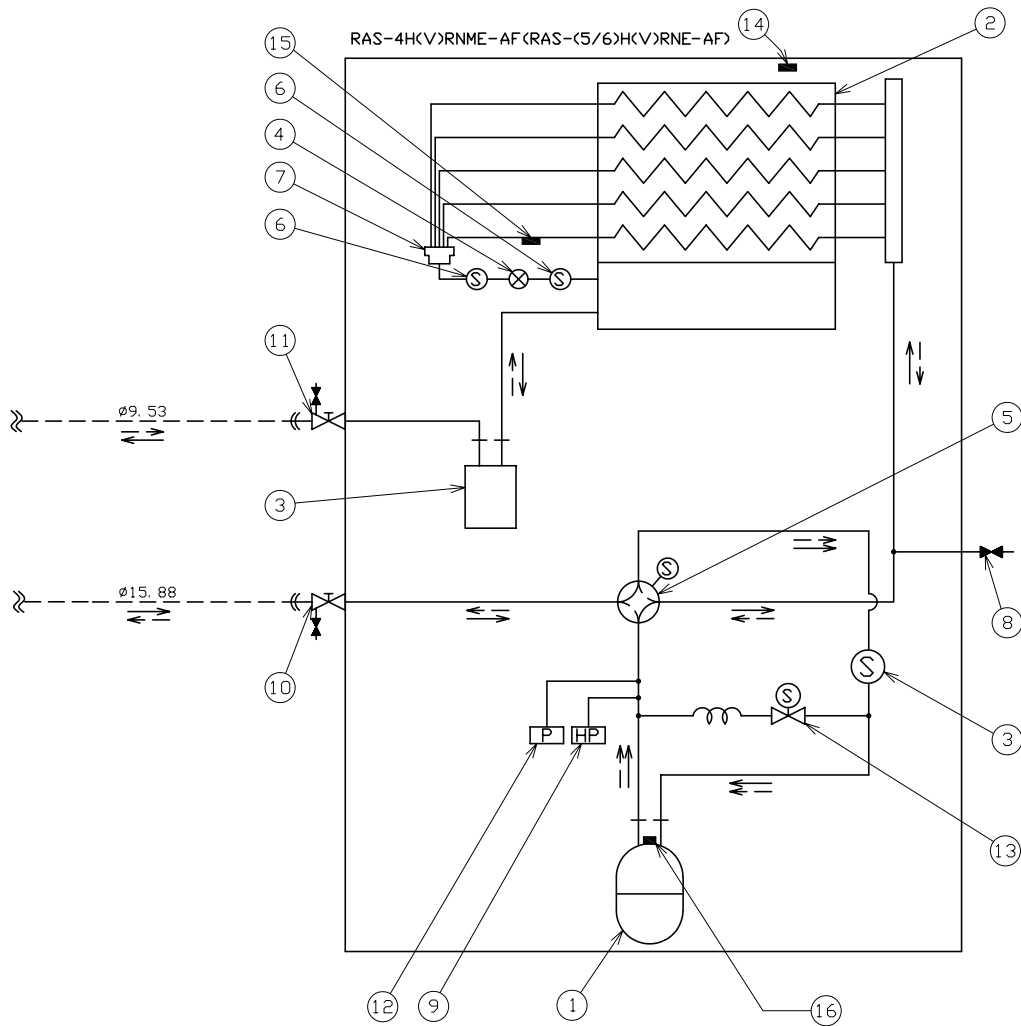 RAS-4H(V)RNME-AF(RAS-(5/6)H(V)RNE-AF)
14
2
15
6
4
7
6
S
S
11
ø9.53
5
3
S
ø15.88
8
10
S
S
3
P
HP
13
12
9
1
16